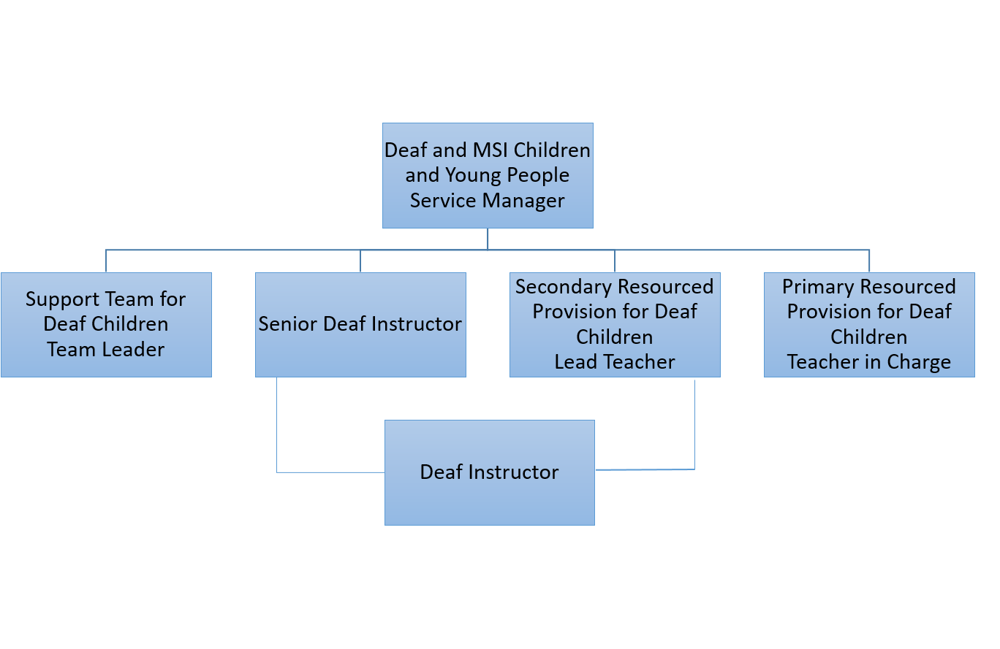 Deaf and MSI Children
and Young People
Service Manager
Support Team for
Deaf Children
Team Leader
Senior Deaf Instructor
Secondary Resourced
Provision for Deaf
Children
Lead Teacher
Primary Resourced
Provision for Deaf
Children
Teacher in Charge
Deaf Instructor